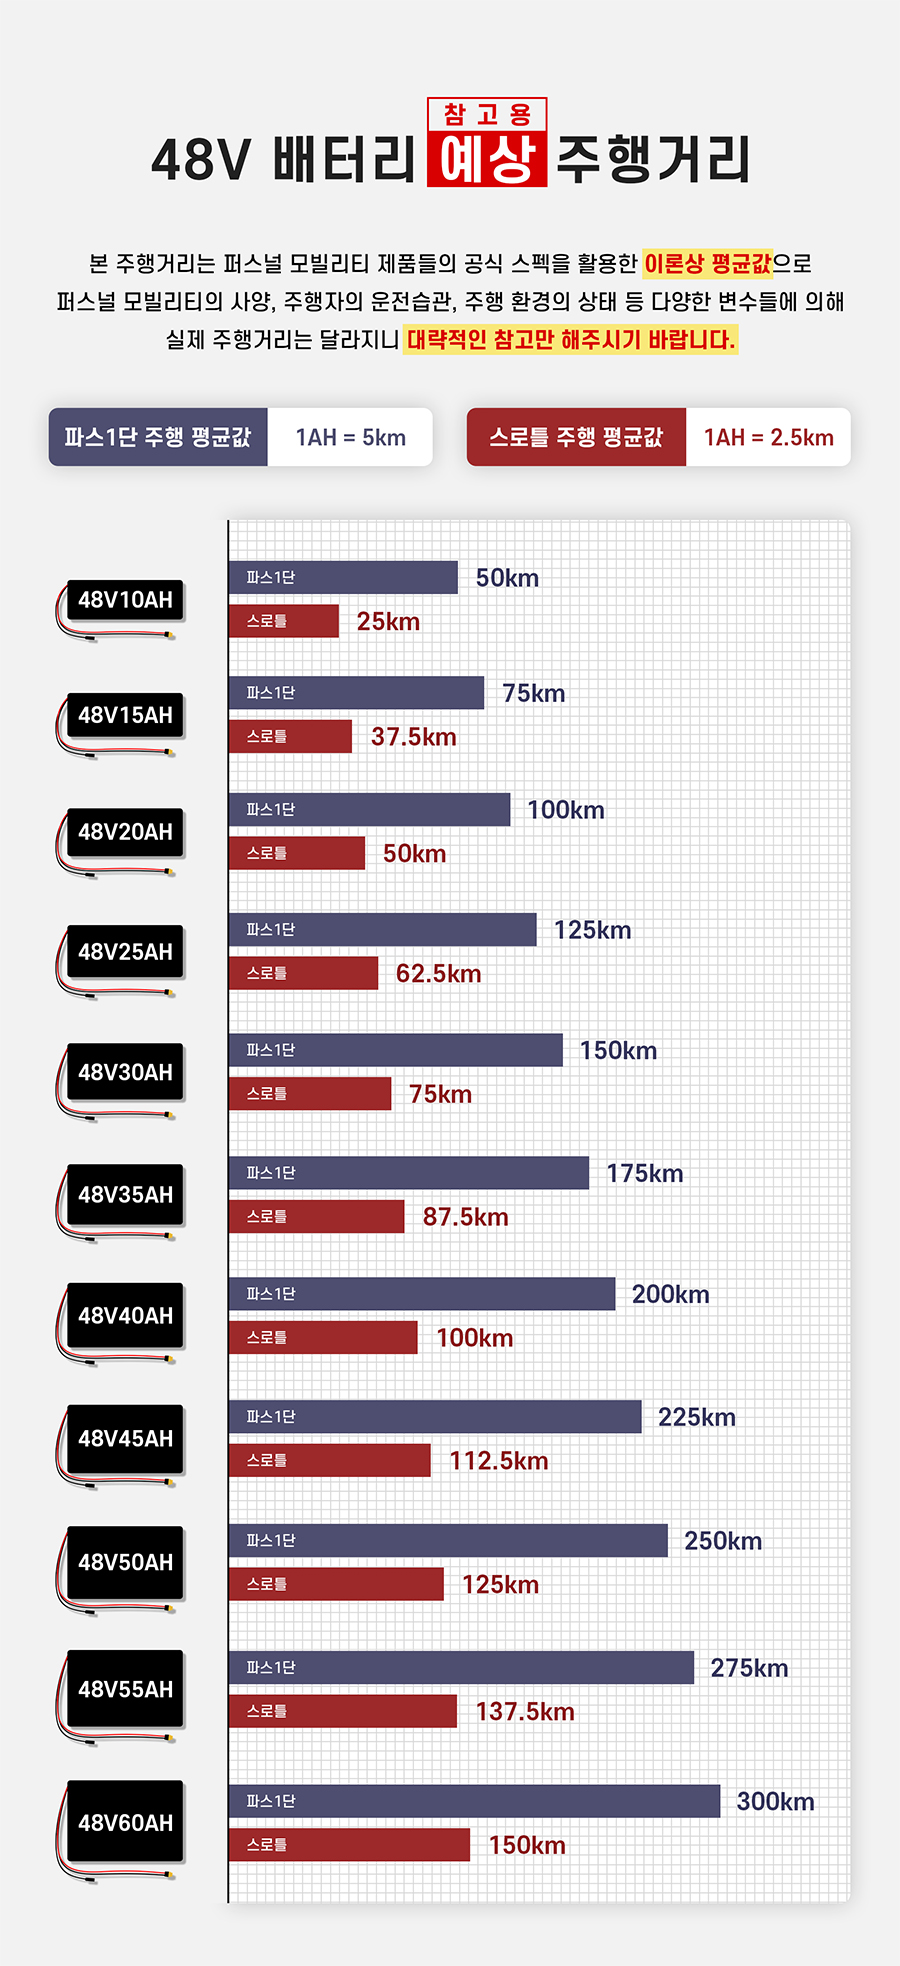 참고용
48V 배터리 예상 주행거리
본 주행거리는 퍼스널 모빌리티 제품들의 공식 스펙을 활용한 이론상 평균값으로
퍼스널 모빌리티의 사양, 주행자의 운전습관, 주행 환경의 상태 등 다양한 변수들에 의해
실제 주행거리는 달라지니 대략적인 참고만 해주시기 바랍니다.
파스1단 주행 평균값 1AH = 5km
스로틀 주행 평균값 1AH = 2.5km
48V10AH
파스1단 50km
스로틀 25km
48V15AH
파스1단 75km
스로틀 37.5km
48V20AH
파스1단 100km
스로틀 50km
48V25AH
파스1단 125km
스로틀 62.5km
48V30AH
파스1단 150km
스로틀 75km
48V35AH
파스1단 175km
스로틀 87.5km
48V40AH
파스1단 200km
스로틀 100km
48V45AH
파스1단 225km
스로틀 112.5km
48V50AH
파스1단 250km
스로틀 125km
48V55AH
파스1단 275km
스로틀 137.5km
48V60AH
파스1단 300km
스로틀 150km